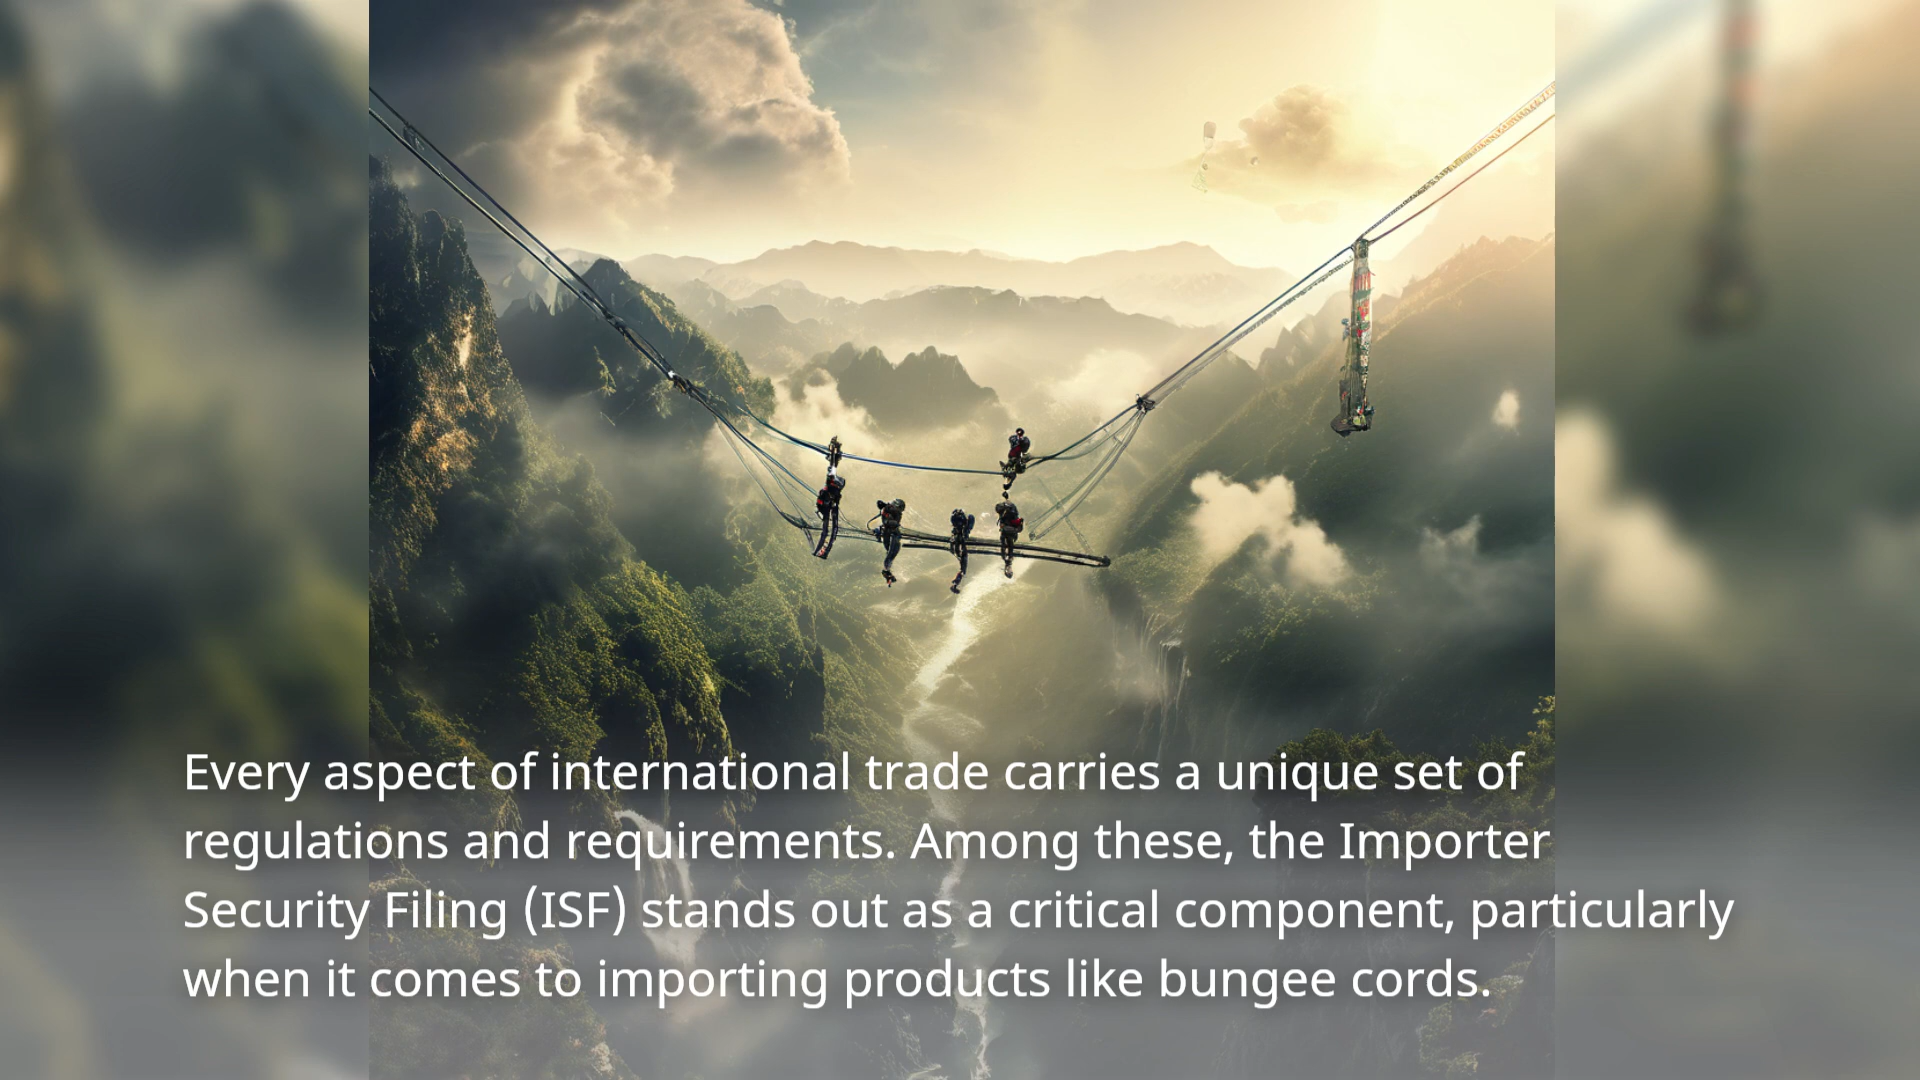 Every aspect of international trade carries a unique set of
regulations and requirements. Among these, the Importer
Security Filing (ISF) stands out as a critical component, particularly
when it comes to importing products like bungee cords.